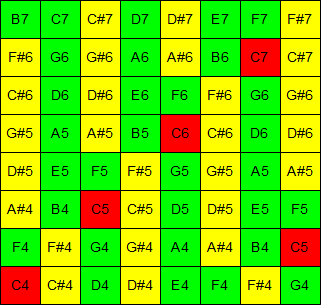 B7 C7 C#7 D7 D#7 E7 F7 F#7
F#6 G6 G#6 A6 A#6 B6 C7 C#7
C#6 D6 D#6 E6 F6 F#6 G6 G#6
G#5 A5 A#5 B5 C6 C#6 D6 D#6
D#5 E5 F5 F#5 G5 G#5 A5 A#5
A#4 B4 C5 C#5 D5 D#5 E5 F5
F4 F#4 G4 G#4 A4 A#4 B4 C5
C4 C#4 D4 D#4 E4 F4 F#4 G4